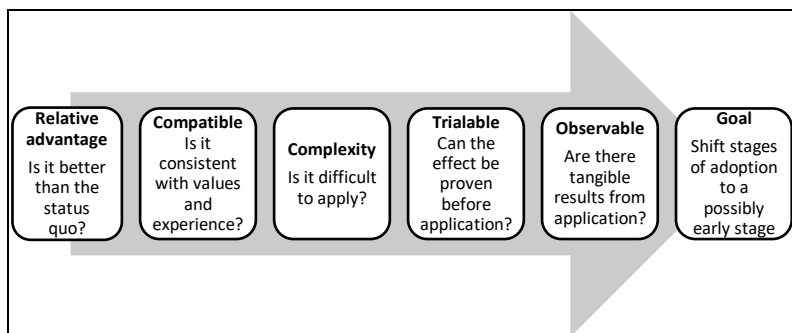 Relative
advantage
Is it better
than the
status
quo?
Compatible
Is it
consistent
with values
and
experience?
Complexity
Is it difficult
to apply?
Trialable
Can the
effect be
proven
before
application?
Observable
Are there
tangible
results from
application?
Goal
Shift stages
of adoption
to a
possibly
early stage